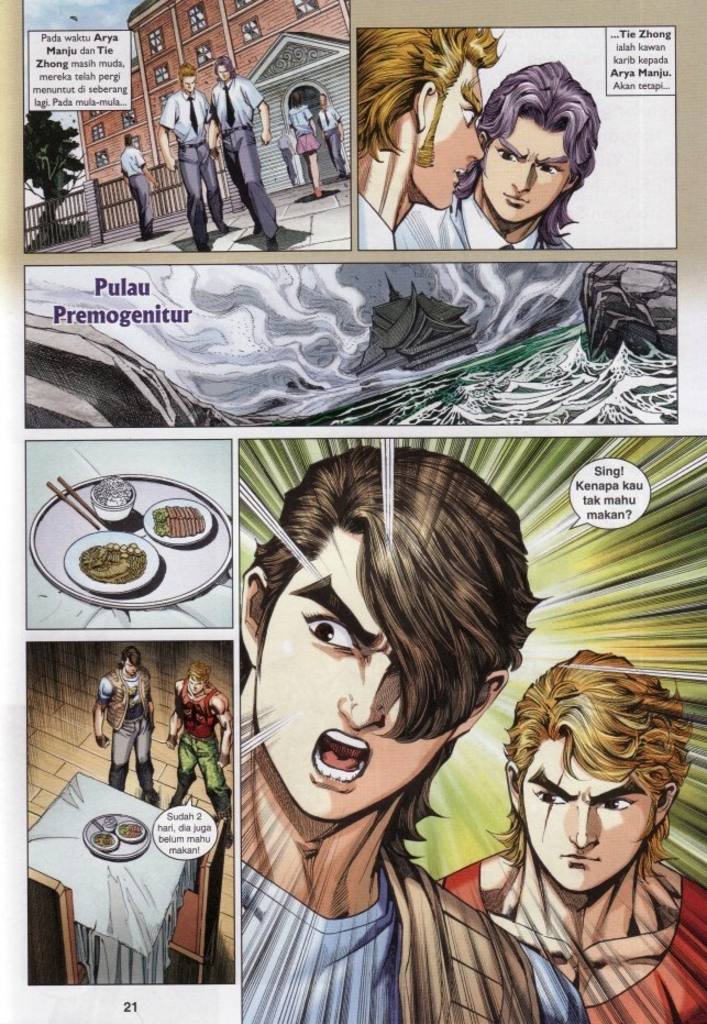 Pada waktu Arya
Manju dan Tie
Zhong masih muda,
mereka telah pergi
menuntut di seberang
lagi. Pada mula-mula...
...Tie Zhong
ialah kawan
karib kepada
Arya Manju.
Akan tetapi...
Pulau
Premogenitur
Sing!
Kenapa kau
tak mahu
makan?
Sudah 2
hari, dia juga
belum mahu
makan!
21